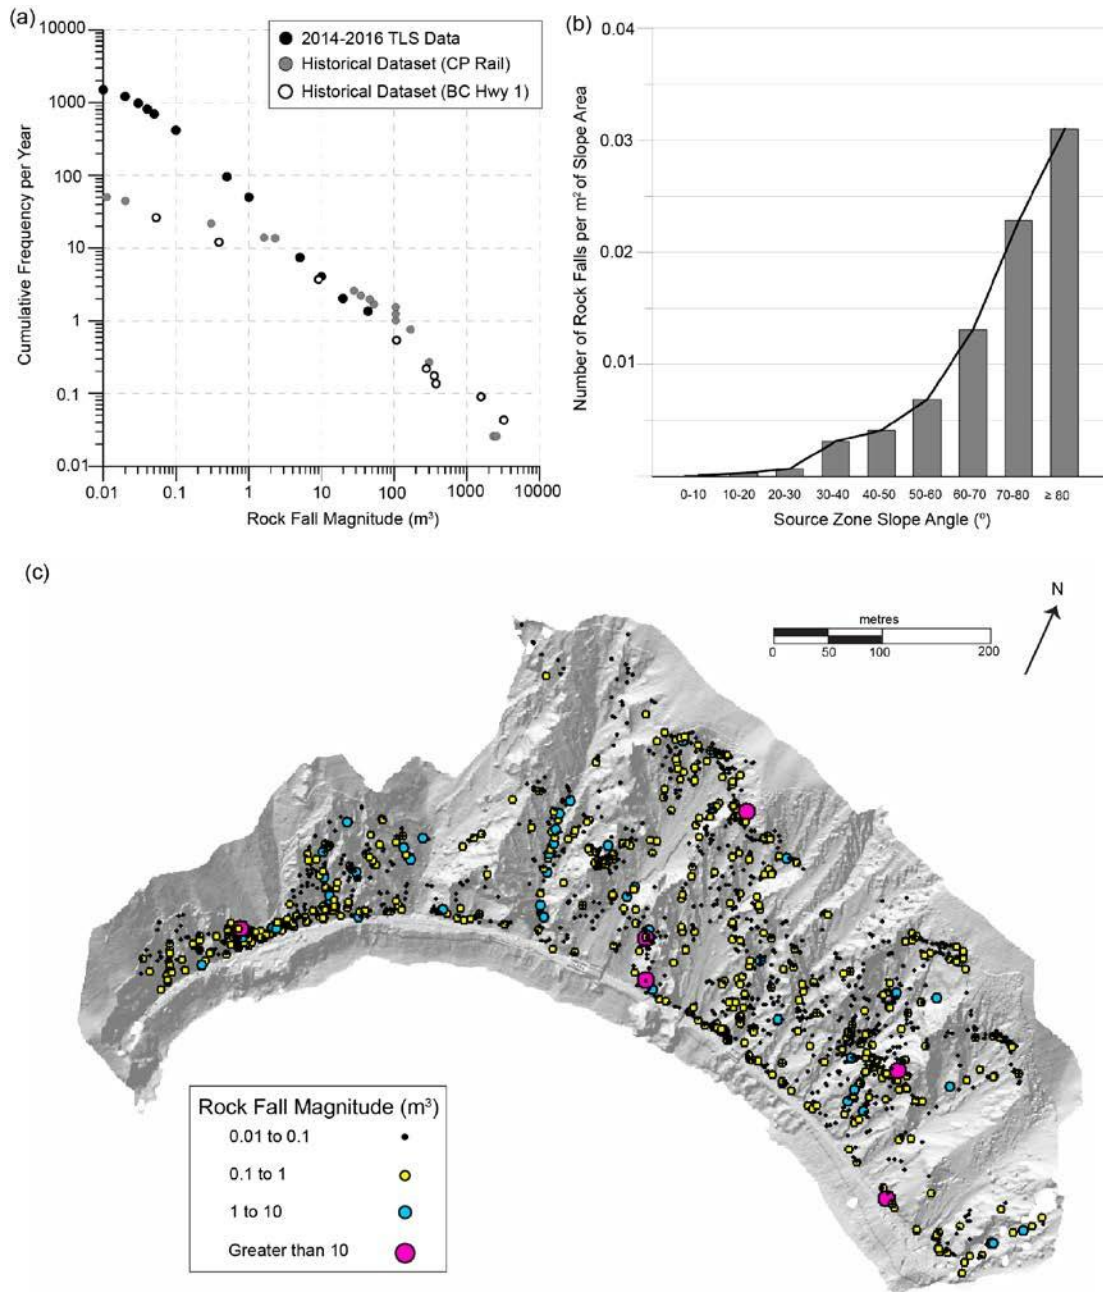 (a)
10000
1000
100
10
1
0.1
0.01
Cumulative Frequency per Year
2014-2016 TLS Data
Historical Dataset (CP Rail)
Historical Dataset (BC Hwy 1)
0.01 0.1 1 10 100 1000 10000
Rock Fall Magnitude (m³)
(b)
0.04
0.03
0.02
0.01
Number of Rock Falls per m² of Slope Area
0-10 10-20 20-30 30-40 40-50 50-60 60-70 70-80 ≥ 80
Source Zone Slope Angle (º)
(c)
N
metres
0 50 100 200
Rock Fall Magnitude (m³)
0.01 to 0.1
0.1 to 1
1 to 10
Greater than 10